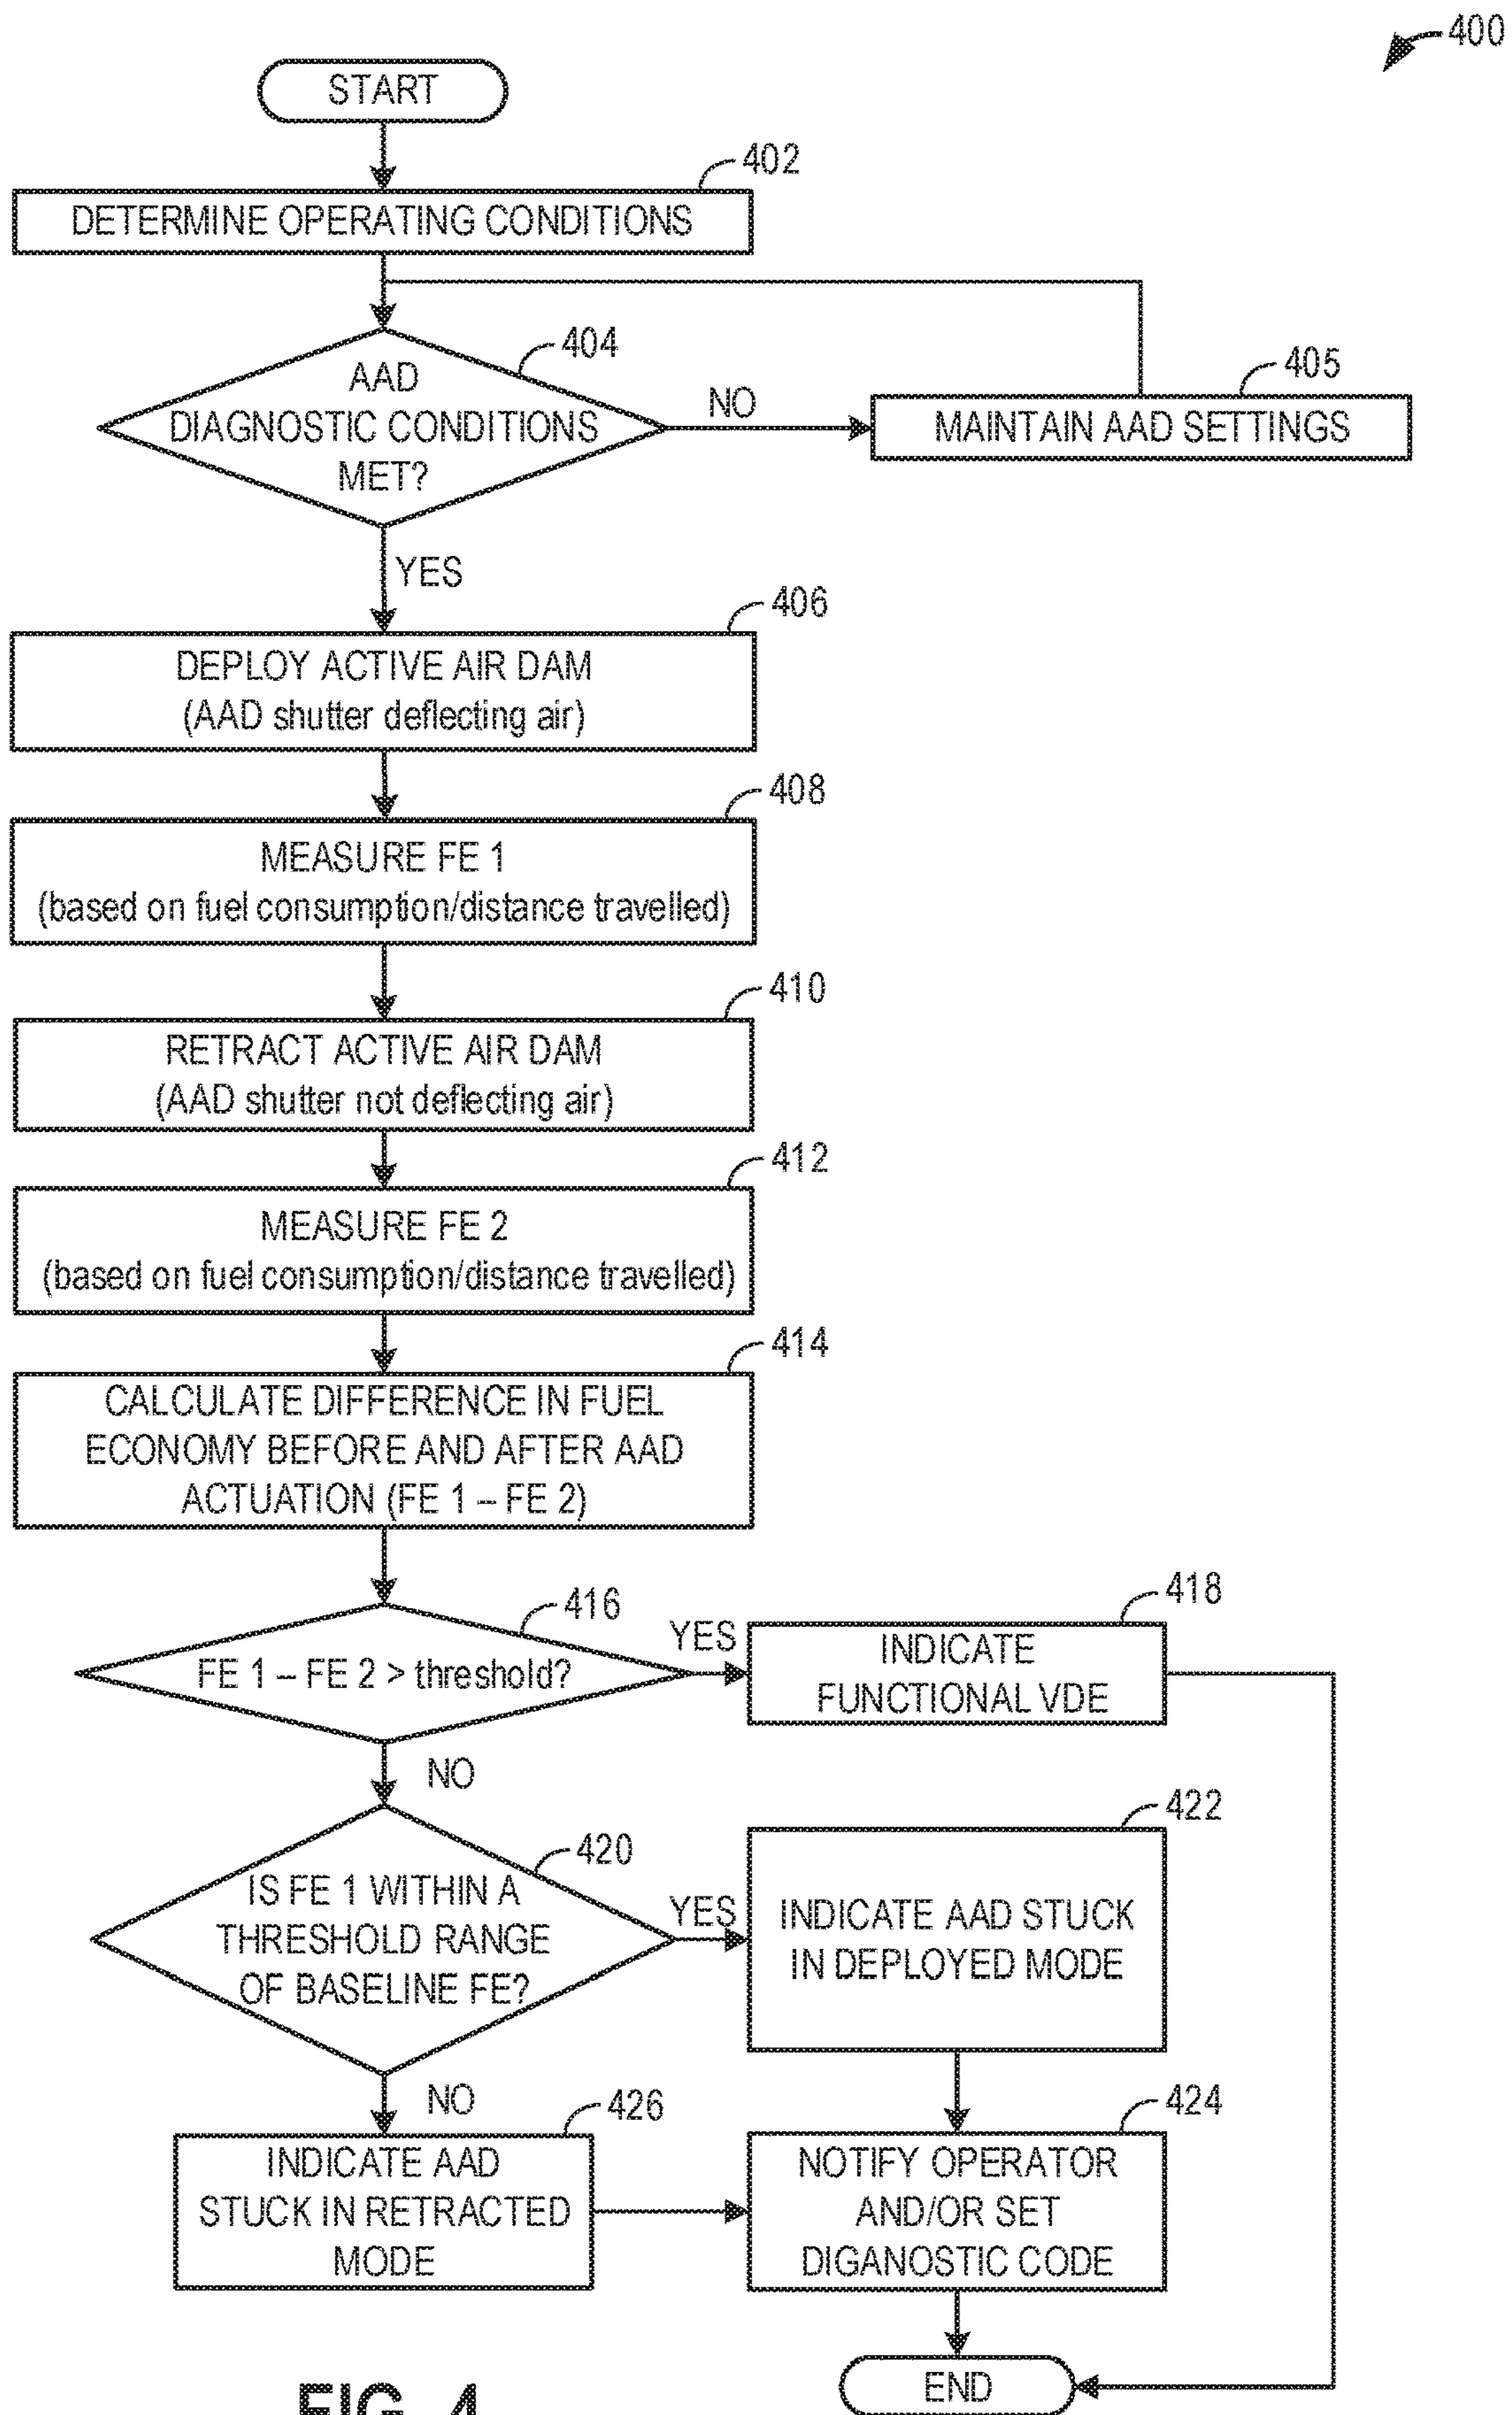 400
START
402
DETERMINE OPERATING CONDITIONS
404
AAD
DIAGNOSTIC CONDITIONS
MET?
NO
405
MAINTAIN AAD SETTINGS
YES
406
DEPLOY ACTIVE AIR DAM
(AAD shutter deflecting air)
408
MEASURE FE 1
(based on fuel consumption/distance travelled)
410
RETRACT ACTIVE AIR DAM
(AAD shutter not deflecting air)
412
MEASURE FE 2
(based on fuel consumption/distance travelled)
414
CALCULATE DIFFERENCE IN FUEL
ECONOMY BEFORE AND AFTER AAD
ACTUATION (FE 1 – FE 2)
416
FE 1 – FE 2 > threshold?
YES
418
INDICATE
FUNCTIONAL VDE
NO
420
IS FE 1 WITHIN A
THRESHOLD RANGE
OF BASELINE FE?
YES
422
INDICATE AAD STUCK
IN DEPLOYED MODE
NO
426
INDICATE AAD
STUCK IN RETRACTED
MODE
424
NOTIFY OPERATOR
AND/OR SET
DIGANOSTIC CODE
END
FIG. 4